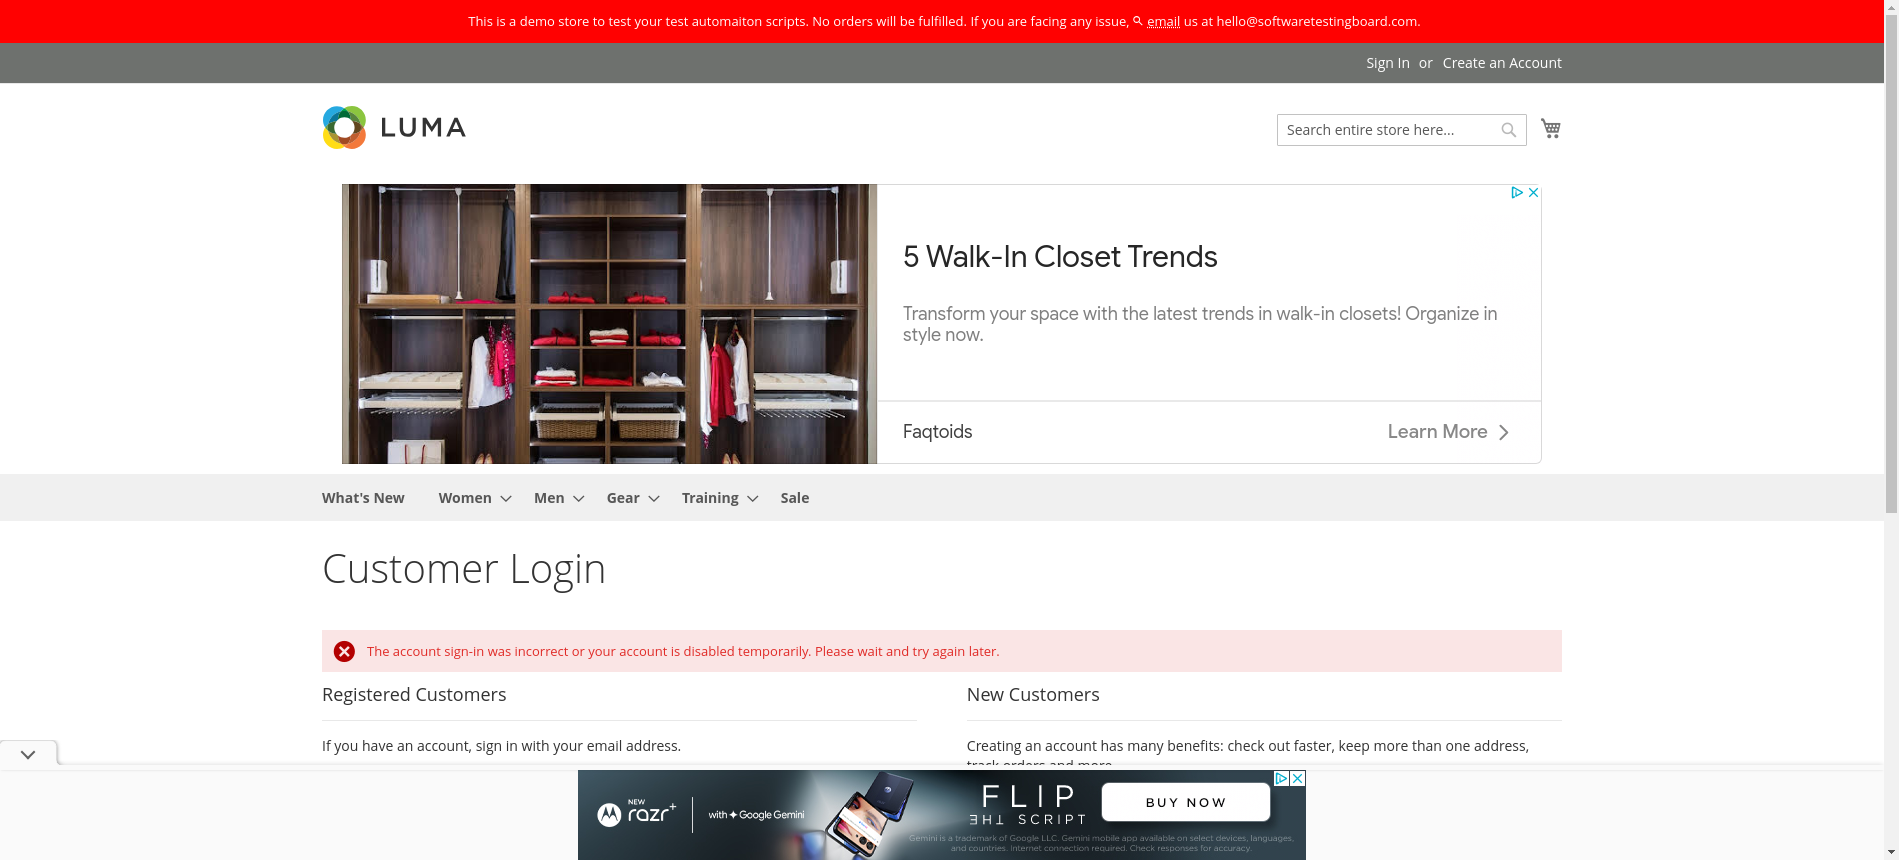 This is a demo store to test your test automaiton scripts. No orders will be fulfilled. If you are facing any issue, email us at hello@softwaretestingboard.com.
Sign In or Create an Account
LUMA
Search entire store here...
5 Walk-In Closet Trends
Transform your space with the latest trends in walk-in closets! Organize in
style now.
Faqtoids
Learn More
What's New Women Men Gear Training Sale
Customer Login
The account sign-in was incorrect or your account is disabled temporarily. Please wait and try again later.
Registered Customers
If you have an account, sign in with your email address.
New Customers
Creating an account has many benefits: check out faster, keep more than one address,
track orders and more.
NEW
razr+
with Google Gemini
FLIP
THE SCRIPT
BUY NOW
Gemini is a trademark of Google LLC. Gemini mobile app available on select devices, languages,
and countries. Internet connection required. Check responses for accuracy.